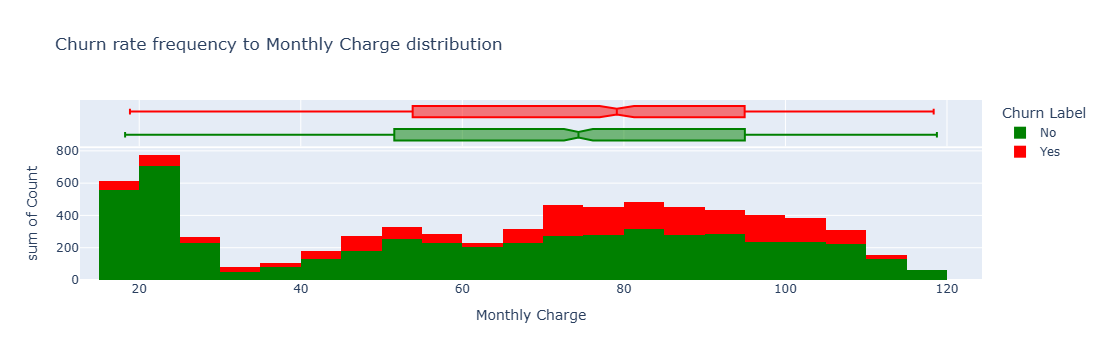 Churn rate frequency to Monthly Charge distribution
Churn Label
No
Yes
800
600
400
200
0
sum of Count
20 40 60 80 100 120
Monthly Charge